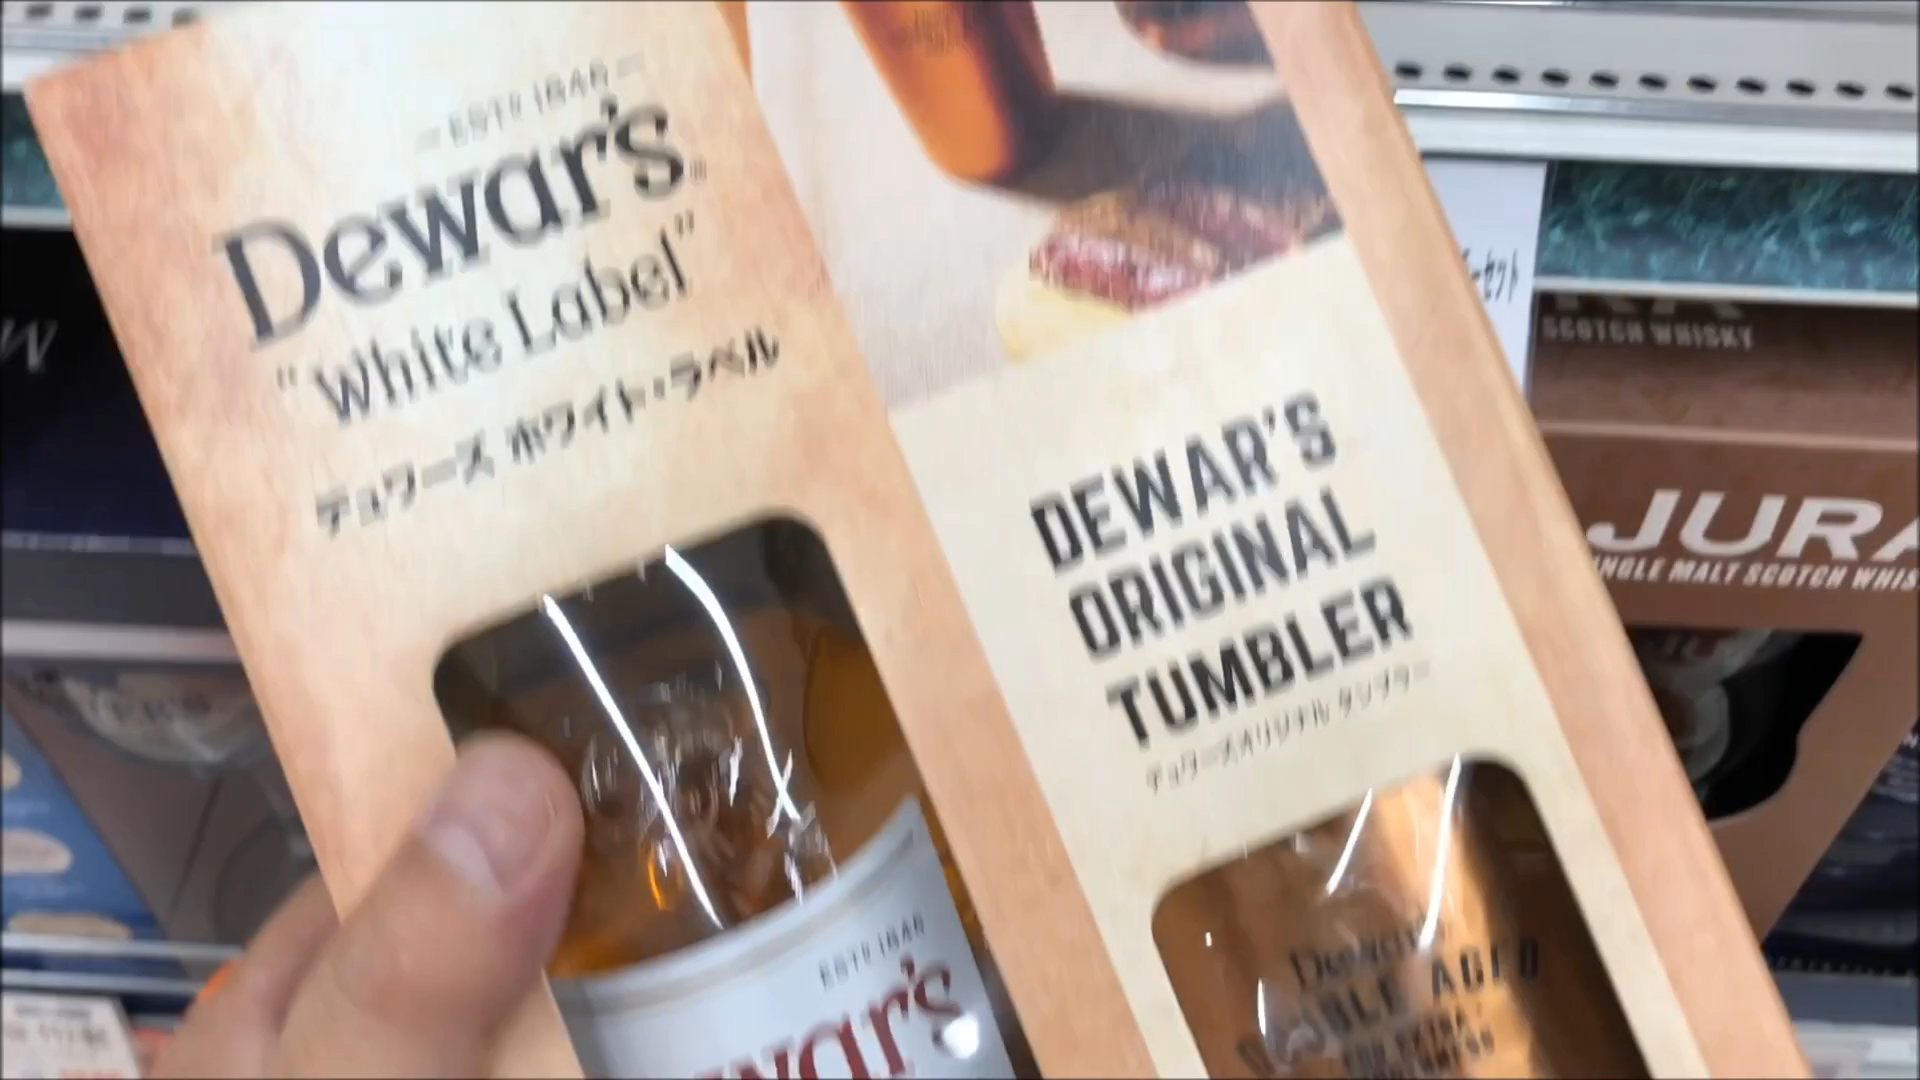 ESTD 1846
Dewar's
"White Label"
デュワーズ ホワイト・ラベル
DEWAR'S
ORIGINAL
TUMBLER
デュワーズオリジナル タンブラー
ESTD 1846
Dewar's
AGED
SCOTCH WHISKY
JURA
SINGLE MALT SCOTCH WHIS